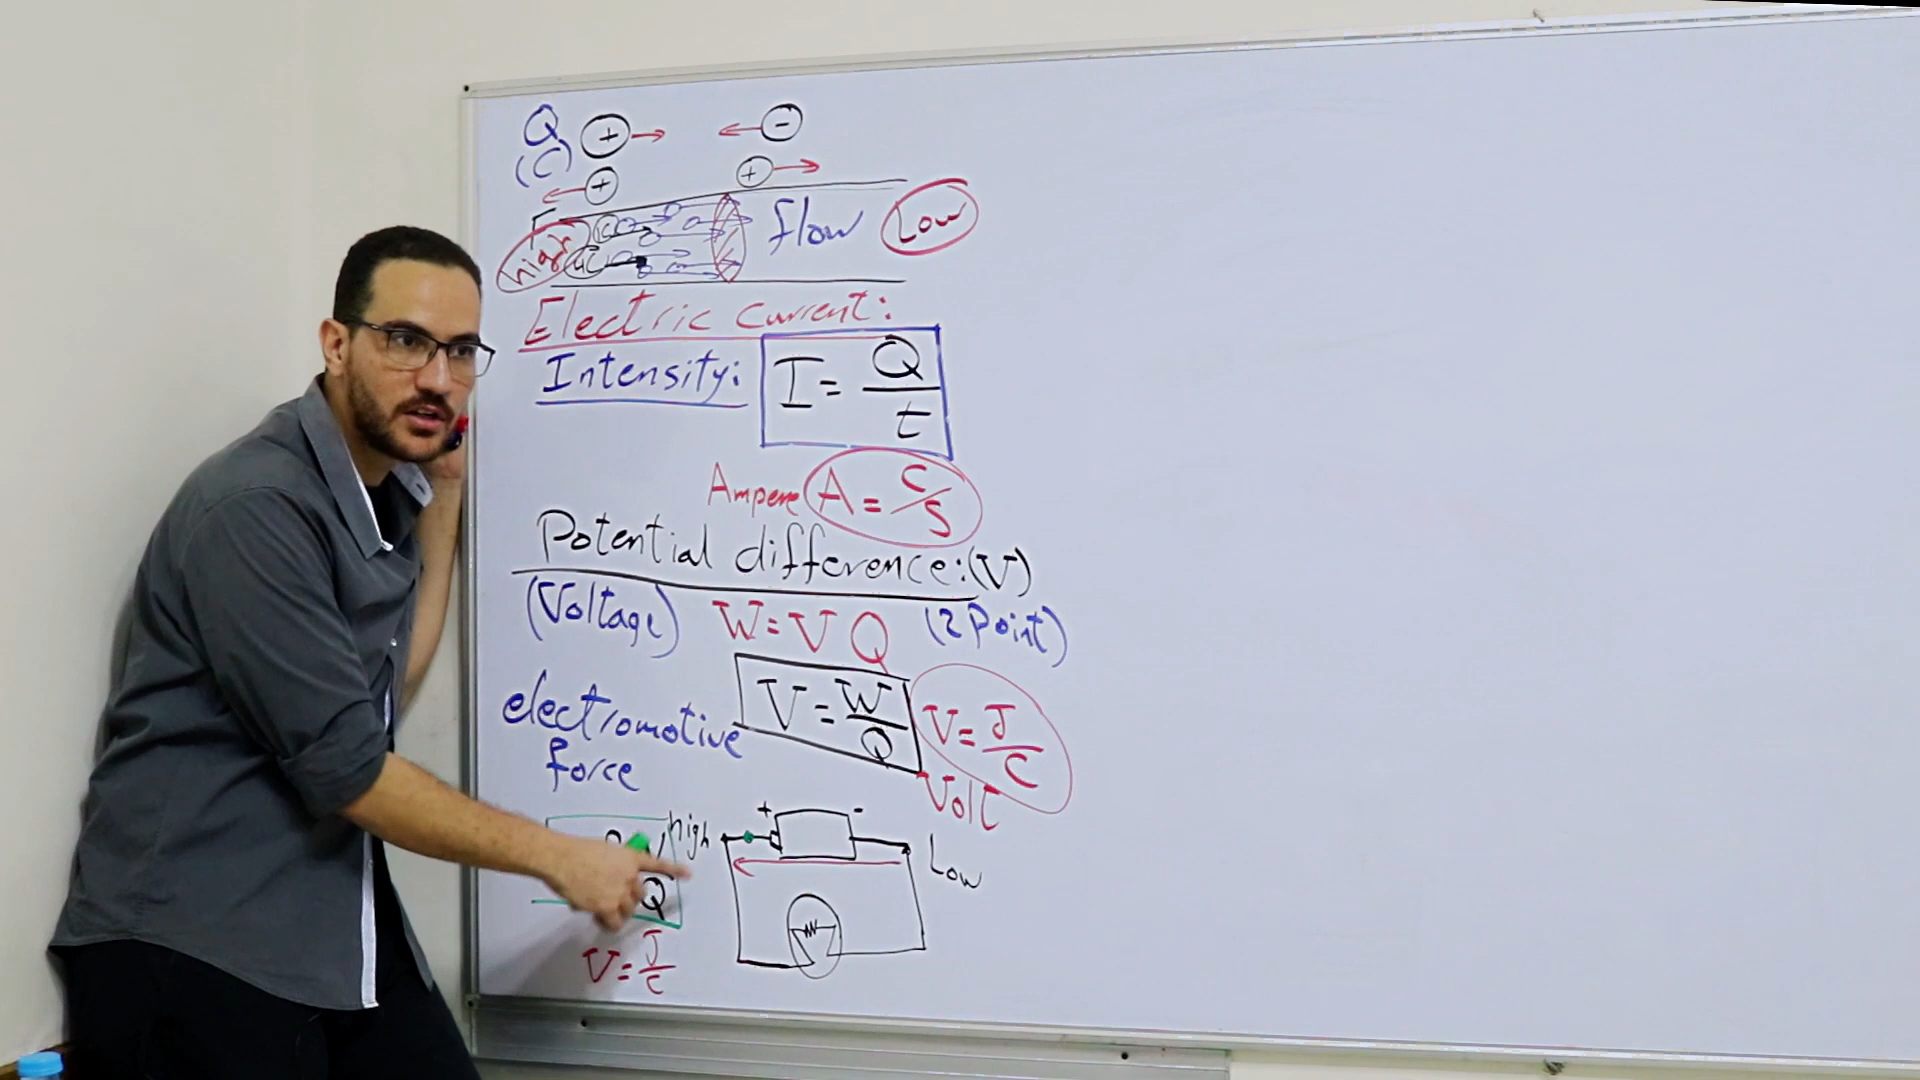 Q + -
(C) + +
high flow Low
Electric current:
Intensity: I = Q/t
Ampere A = C/S
Potential difference: (V)
(Voltage) W = V Q (2 Point)
V = W/Q V = J/C
electromotive
force Volt
+ -
high Low
Q
V = J/C